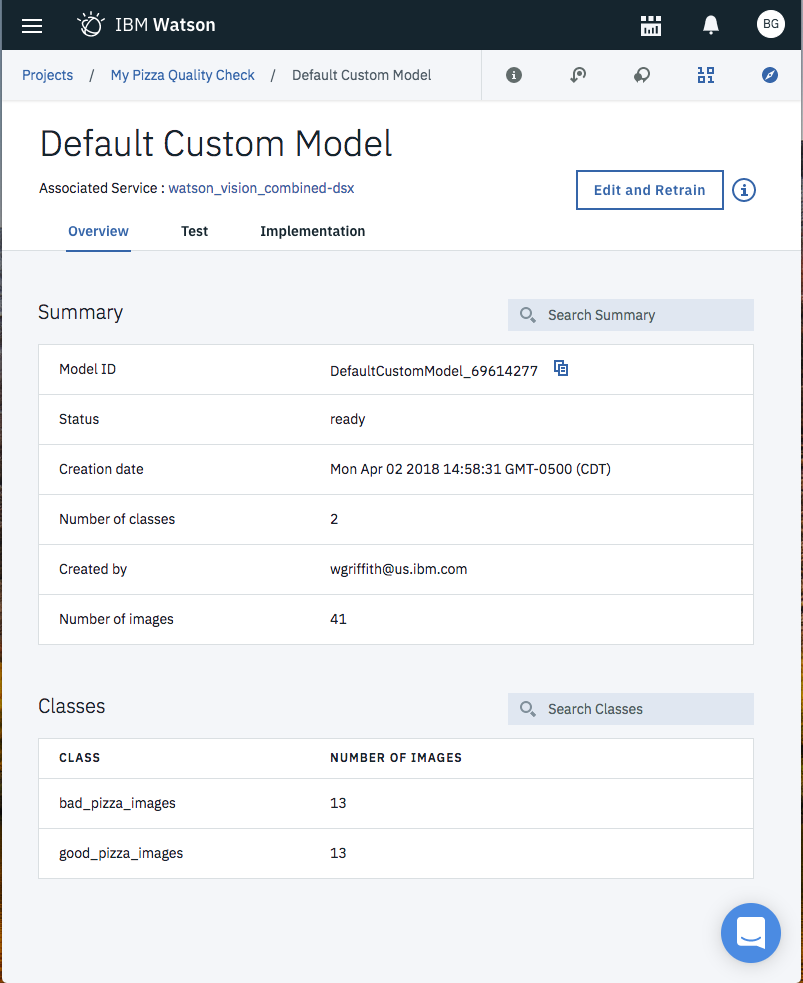 IBM Watson
BG
Projects / My Pizza Quality Check / Default Custom Model
Default Custom Model
Associated Service : watson_vision_combined-dsx
Edit and Retrain
Overview Test Implementation
Summary
Search Summary
Model ID DefaultCustomModel_69614277
Status ready
Creation date Mon Apr 02 2018 14:58:31 GMT-0500 (CDT)
Number of classes 2
Created by wgriffith@us.ibm.com
Number of images 41
Classes
Search Classes
CLASS NUMBER OF IMAGES
bad_pizza_images 13
good_pizza_images 13